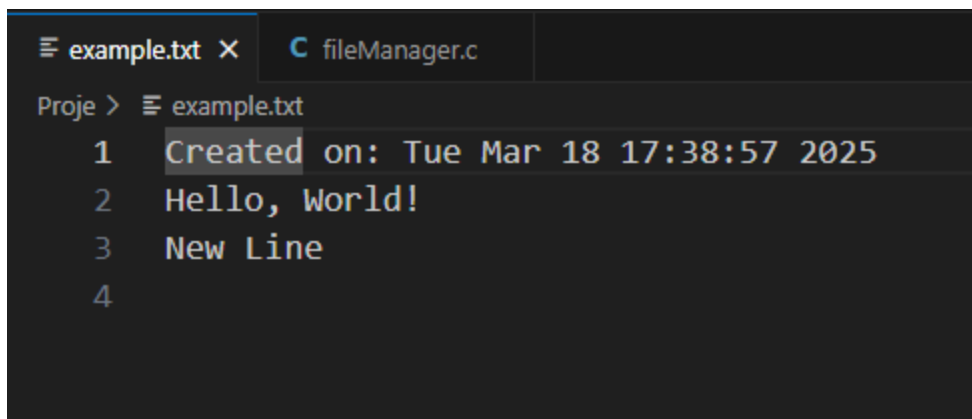 example.txt × C fileManager.c
Proje > example.txt
1 Created on: Tue Mar 18 17:38:57 2025
2 Hello, World!
3 New Line
4